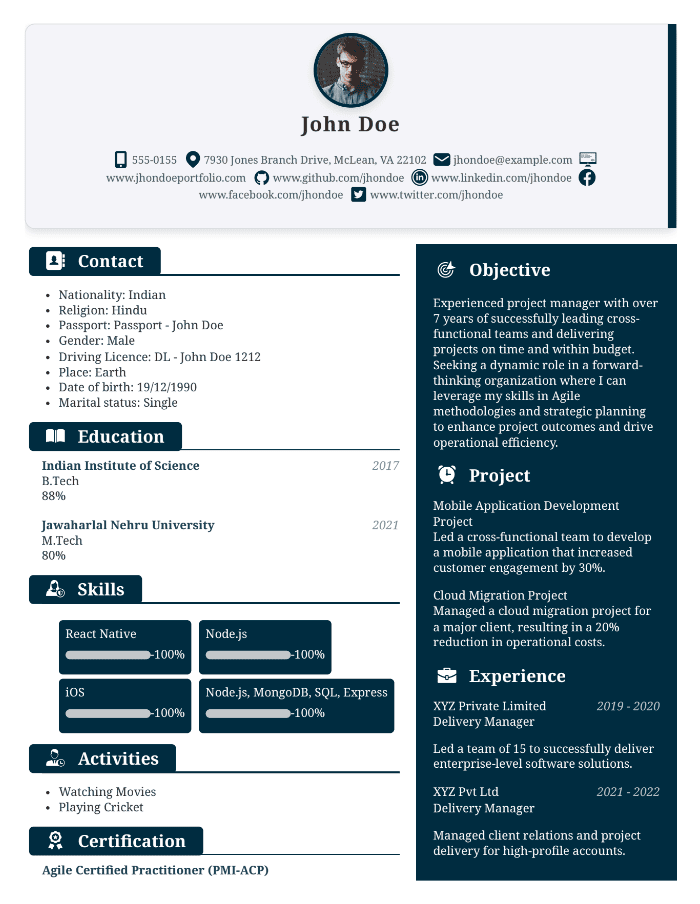 John Doe
555-0155 7930 Jones Branch Drive, McLean, VA 22102 jhondoe@example.com
www.jhondoeportfolio.com www.github.com/jhondoe www.linkedin.com/jhondoe
www.facebook.com/jhondoe www.twitter.com/jhondoe
Contact
• Nationality: Indian
• Religion: Hindu
• Passport: Passport - John Doe
• Gender: Male
• Driving Licence: DL - John Doe 1212
• Place: Earth
• Date of birth: 19/12/1990
• Marital status: Single
Education
Indian Institute of Science 2017
B.Tech
88%
Jawaharlal Nehru University 2021
M.Tech
80%
Skills
React Native
-100%
Node.js
-100%
iOS
-100%
Node.js, MongoDB, SQL, Express
-100%
Activities
• Watching Movies
• Playing Cricket
Certification
Agile Certified Practitioner (PMI-ACP)
Objective
Experienced project manager with over
7 years of successfully leading cross-
functional teams and delivering
projects on time and within budget.
Seeking a dynamic role in a forward-
thinking organization where I can
leverage my skills in Agile
methodologies and strategic planning
to enhance project outcomes and drive
operational efficiency.
Project
Mobile Application Development
Project
Led a cross-functional team to develop
a mobile application that increased
customer engagement by 30%.
Cloud Migration Project
Managed a cloud migration project for
a major client, resulting in a 20%
reduction in operational costs.
Experience
XYZ Private Limited 2019 - 2020
Delivery Manager
Led a team of 15 to successfully deliver
enterprise-level software solutions.
XYZ Pvt Ltd 2021 - 2022
Delivery Manager
Managed client relations and project
delivery for high-profile accounts.